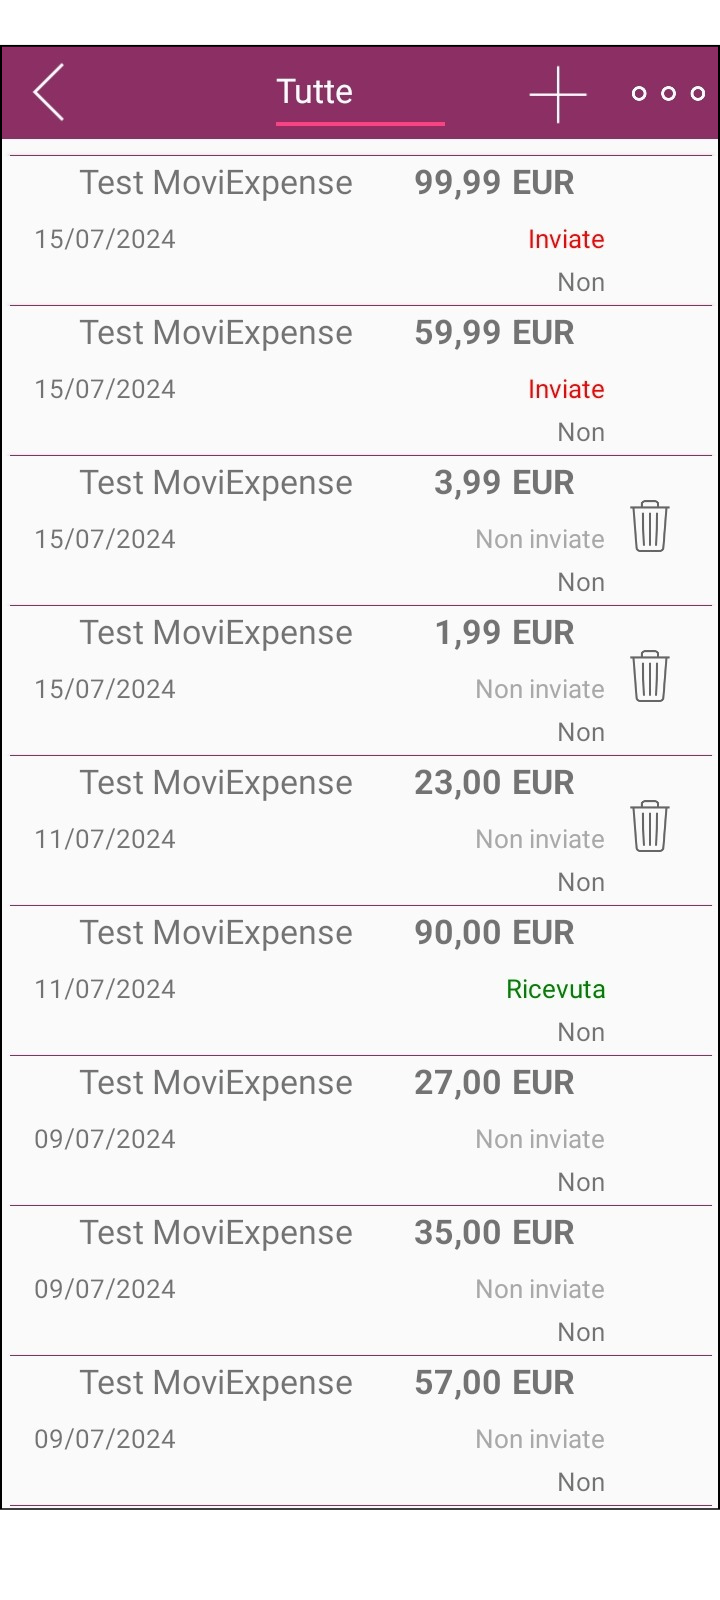 Tutte
Test MoviExpense 99,99 EUR
15/07/2024 Inviate
Non
Test MoviExpense 59,99 EUR
15/07/2024 Inviate
Non
Test MoviExpense 3,99 EUR
15/07/2024 Non inviate
Non
Test MoviExpense 1,99 EUR
15/07/2024 Non inviate
Non
Test MoviExpense 23,00 EUR
11/07/2024 Non inviate
Non
Test MoviExpense 90,00 EUR
11/07/2024 Ricevuta
Non
Test MoviExpense 27,00 EUR
09/07/2024 Non inviate
Non
Test MoviExpense 35,00 EUR
09/07/2024 Non inviate
Non
Test MoviExpense 57,00 EUR
09/07/2024 Non inviate
Non